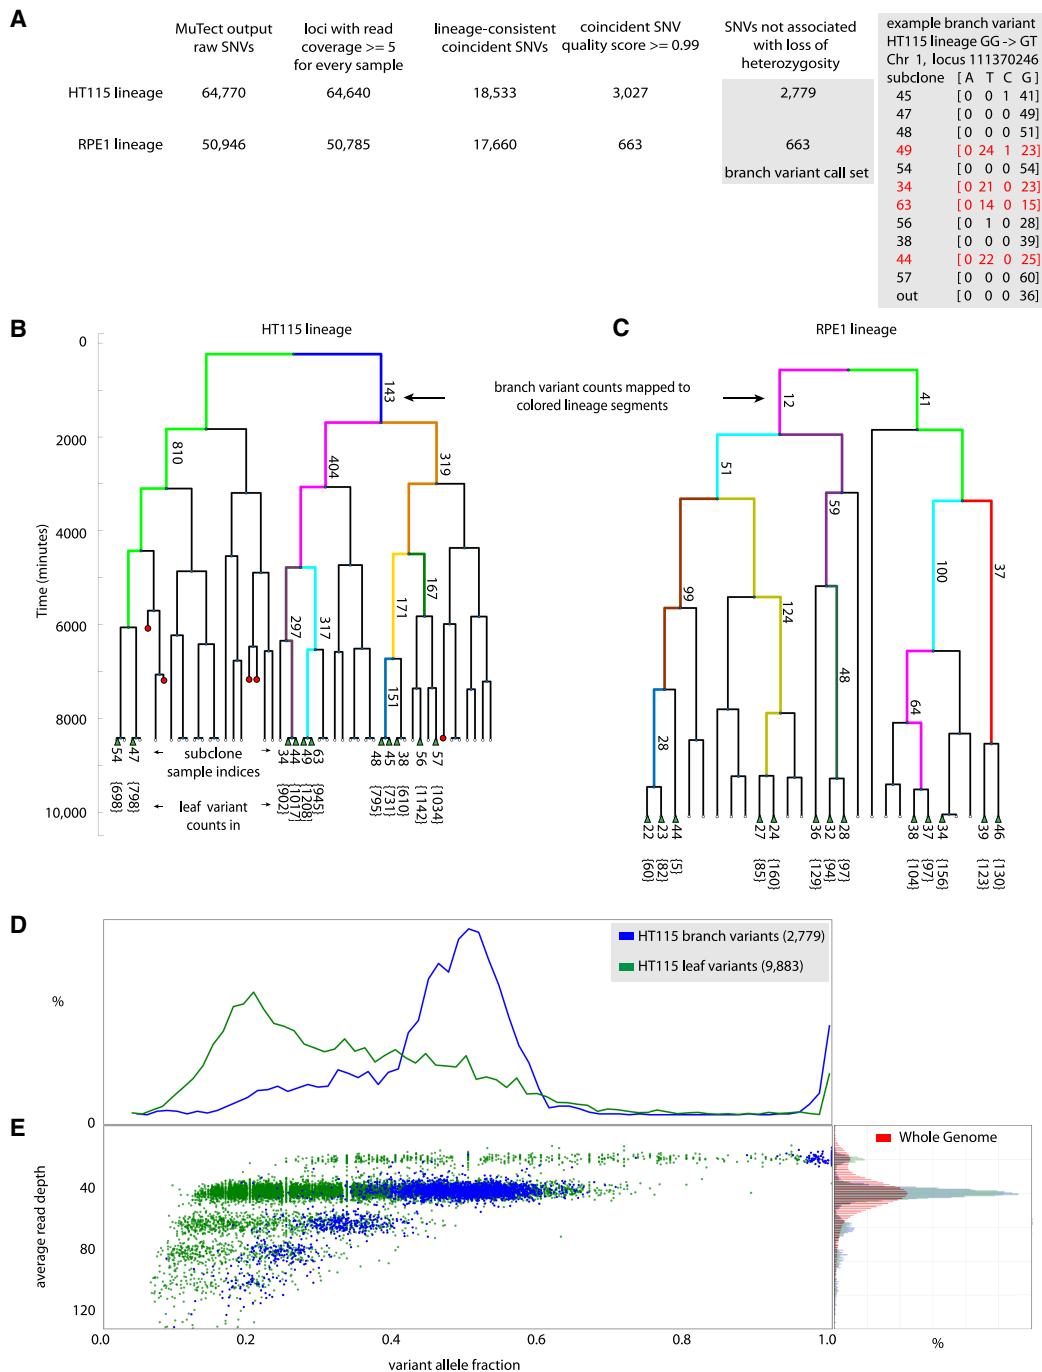 A
MuTect output
raw SNVs
loci with read
coverage >= 5
for every sample
lineage-consistent
coincident SNVs
coincident SNV
quality score >= 0.99
SNVs not associated
with loss of
heterozygosity
HT115 lineage 64,770 64,640 18,533 3,027 2,779
RPE1 lineage 50,946 50,785 17,660 663 663
branch variant call set
example branch variant
HT115 lineage GG -> GT
Chr 1, locus 111370246
subclone [ A T C G ]
45 [ 0 0 1 41]
47 [ 0 0 0 49]
48 [ 0 0 0 51]
49 [ 0 24 1 23]
54 [ 0 0 0 54]
34 [ 0 21 0 23]
63 [ 0 14 0 15]
56 [ 0 1 0 28]
38 [ 0 0 0 39]
44 [ 0 22 0 25]
57 [ 0 0 0 60]
out [ 0 0 0 36]
B
HT115 lineage
Time (minutes)
0
2000
4000
6000
8000
10,000
143
810
404
319
297
317
171
167
151
54
47
34
44
49
63
48
45
38
56
57
subclone
sample indices
leaf variant
counts in
{698}
{798}
{902}
{1017}
{1208}
{945}
{795}
{731}
{610}
{1142}
{1034}
branch variant counts mapped to
colored lineage segments
C
RPE1 lineage
12
41
51
59
100
37
99
124
48
64
28
22
23
44
27
24
36
32
28
38
37
34
39
46
{60}
{82}
{5}
{85}
{160}
{129}
{94}
{97}
{104}
{97}
{156}
{123}
{130}
D
%
0
HT115 branch variants (2,779)
HT115 leaf variants (9,883)
E
average read depth
40
60
80
120
0.0
0.2
0.4
0.6
0.8
1.0
variant allele fraction
Whole Genome
%